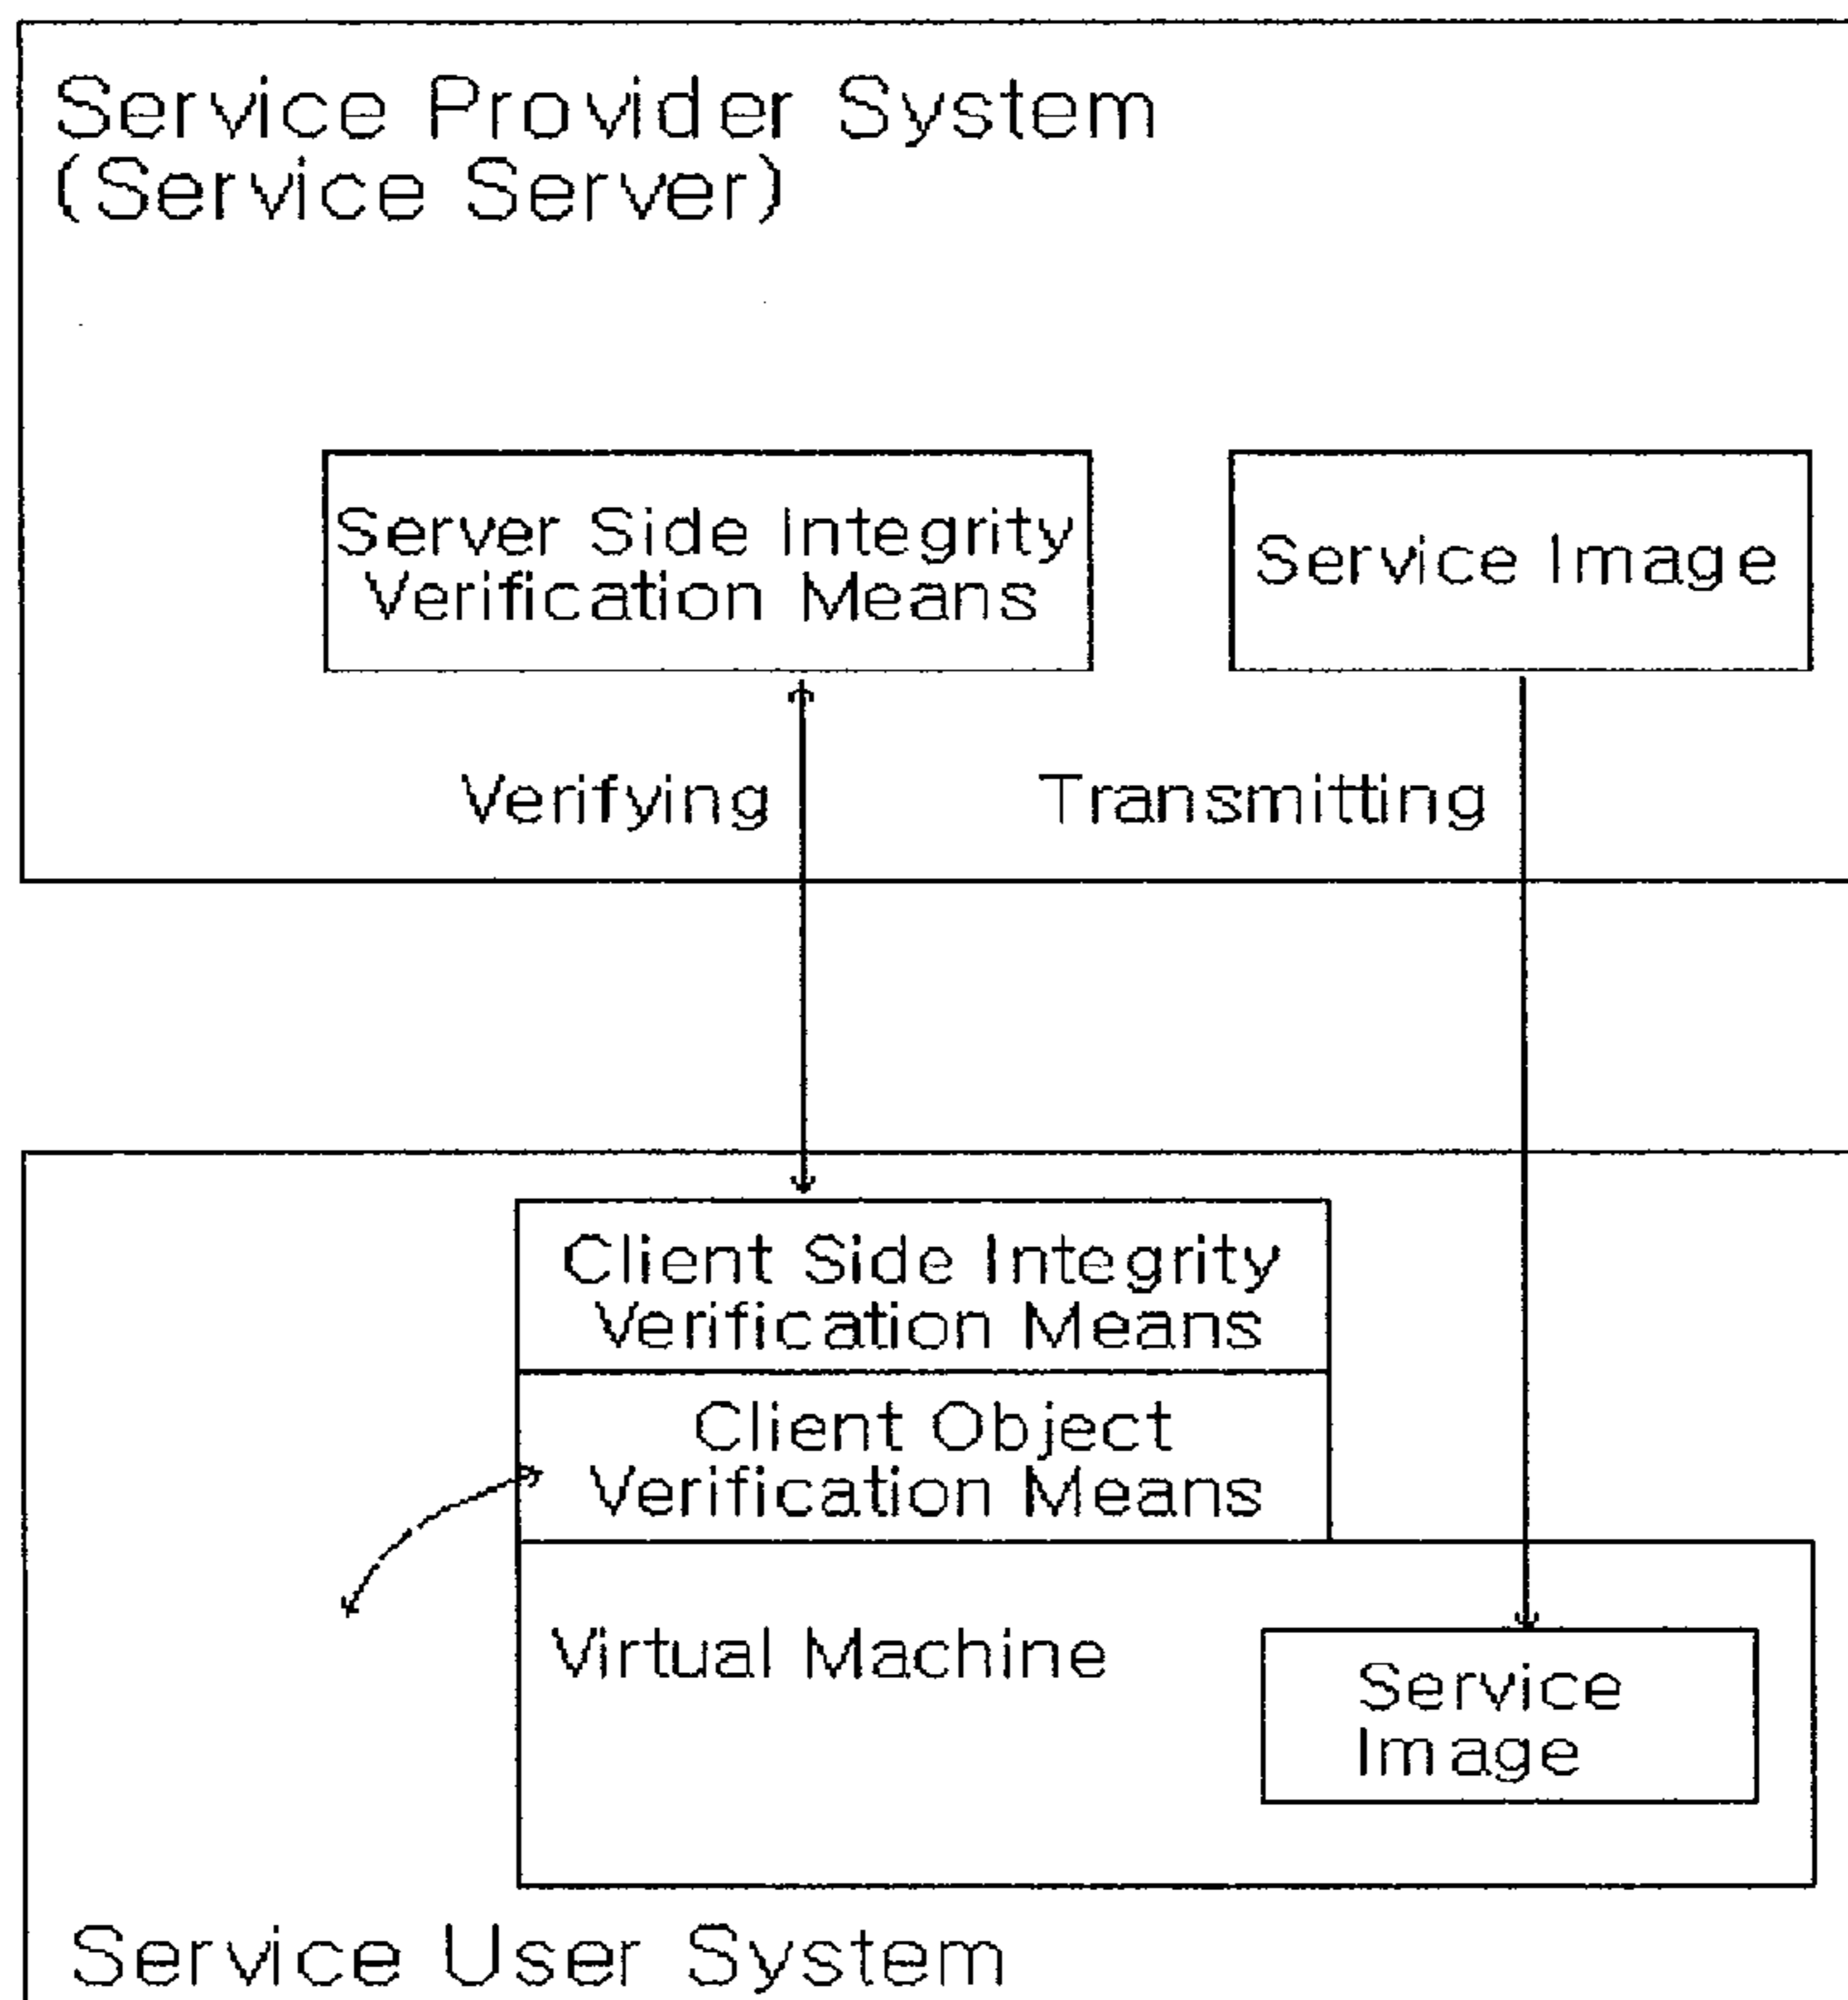 Service Provider System
(Service Server)
Server Side Integrity
Verification Means
Service Image
Verifying
Transmitting
Client Side Integrity
Verification Means
Client Object
Verification Means
Virtual Machine
Service
Image
Service User System